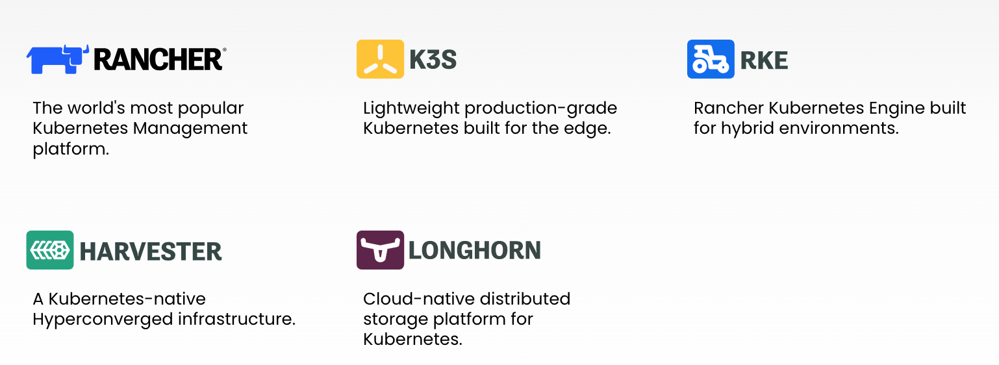 RANCHER®
The world's most popular
Kubernetes Management
platform.
K3S
Lightweight production-grade
Kubernetes built for the edge.
RKE
Rancher Kubernetes Engine built
for hybrid environments.
HARVESTER
A Kubernetes-native
Hyperconverged infrastructure.
LONGHORN
Cloud-native distributed
storage platform for
Kubernetes.